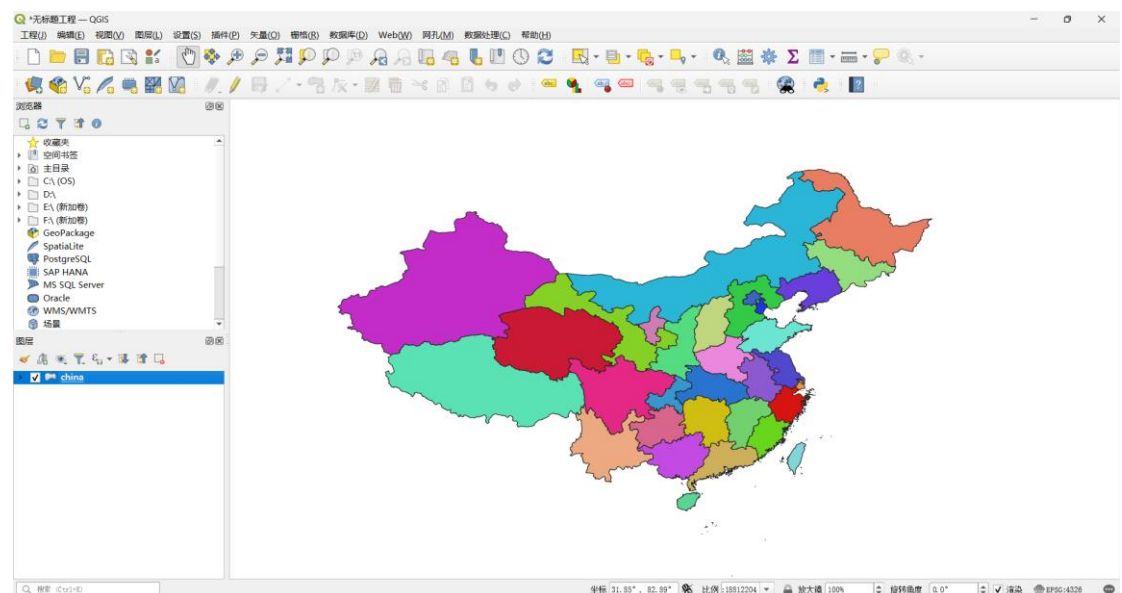 *无标题工程 — QGIS
工程(J) 编辑(E) 视图(V) 图层(L) 设置(S) 插件(P) 矢量(O) 栅格(R) 数据库(D) Web(W) 网孔(M) 数据处理(C) 帮助(H)
浏览器
收藏夹
空间书签
主目录
C:\ (OS)
D:\
E:\ (新加卷)
F:\ (新加卷)
GeoPackage
SpatiaLite
PostgreSQL
SAP HANA
MS SQL Server
Oracle
WMS/WMTS
场景
图层
china
搜索 (Ctrl+K) 坐标 31.85°, 82.89° 比例 :18812204 放大镜 100% 旋转角度 0.0° 渲染 EPSG:4326